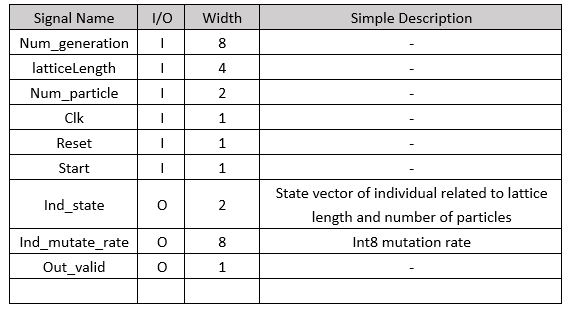 Signal Name I/O Width Simple Description
Num_generation I 8 -
latticeLength I 4 -
Num_particle I 2 -
Clk I 1 -
Reset I 1 -
Start I 1 -
Ind_state O 2 State vector of individual related to lattice
length and number of particles
Ind_mutate_rate O 8 Int8 mutation rate
Out_valid O 1 -